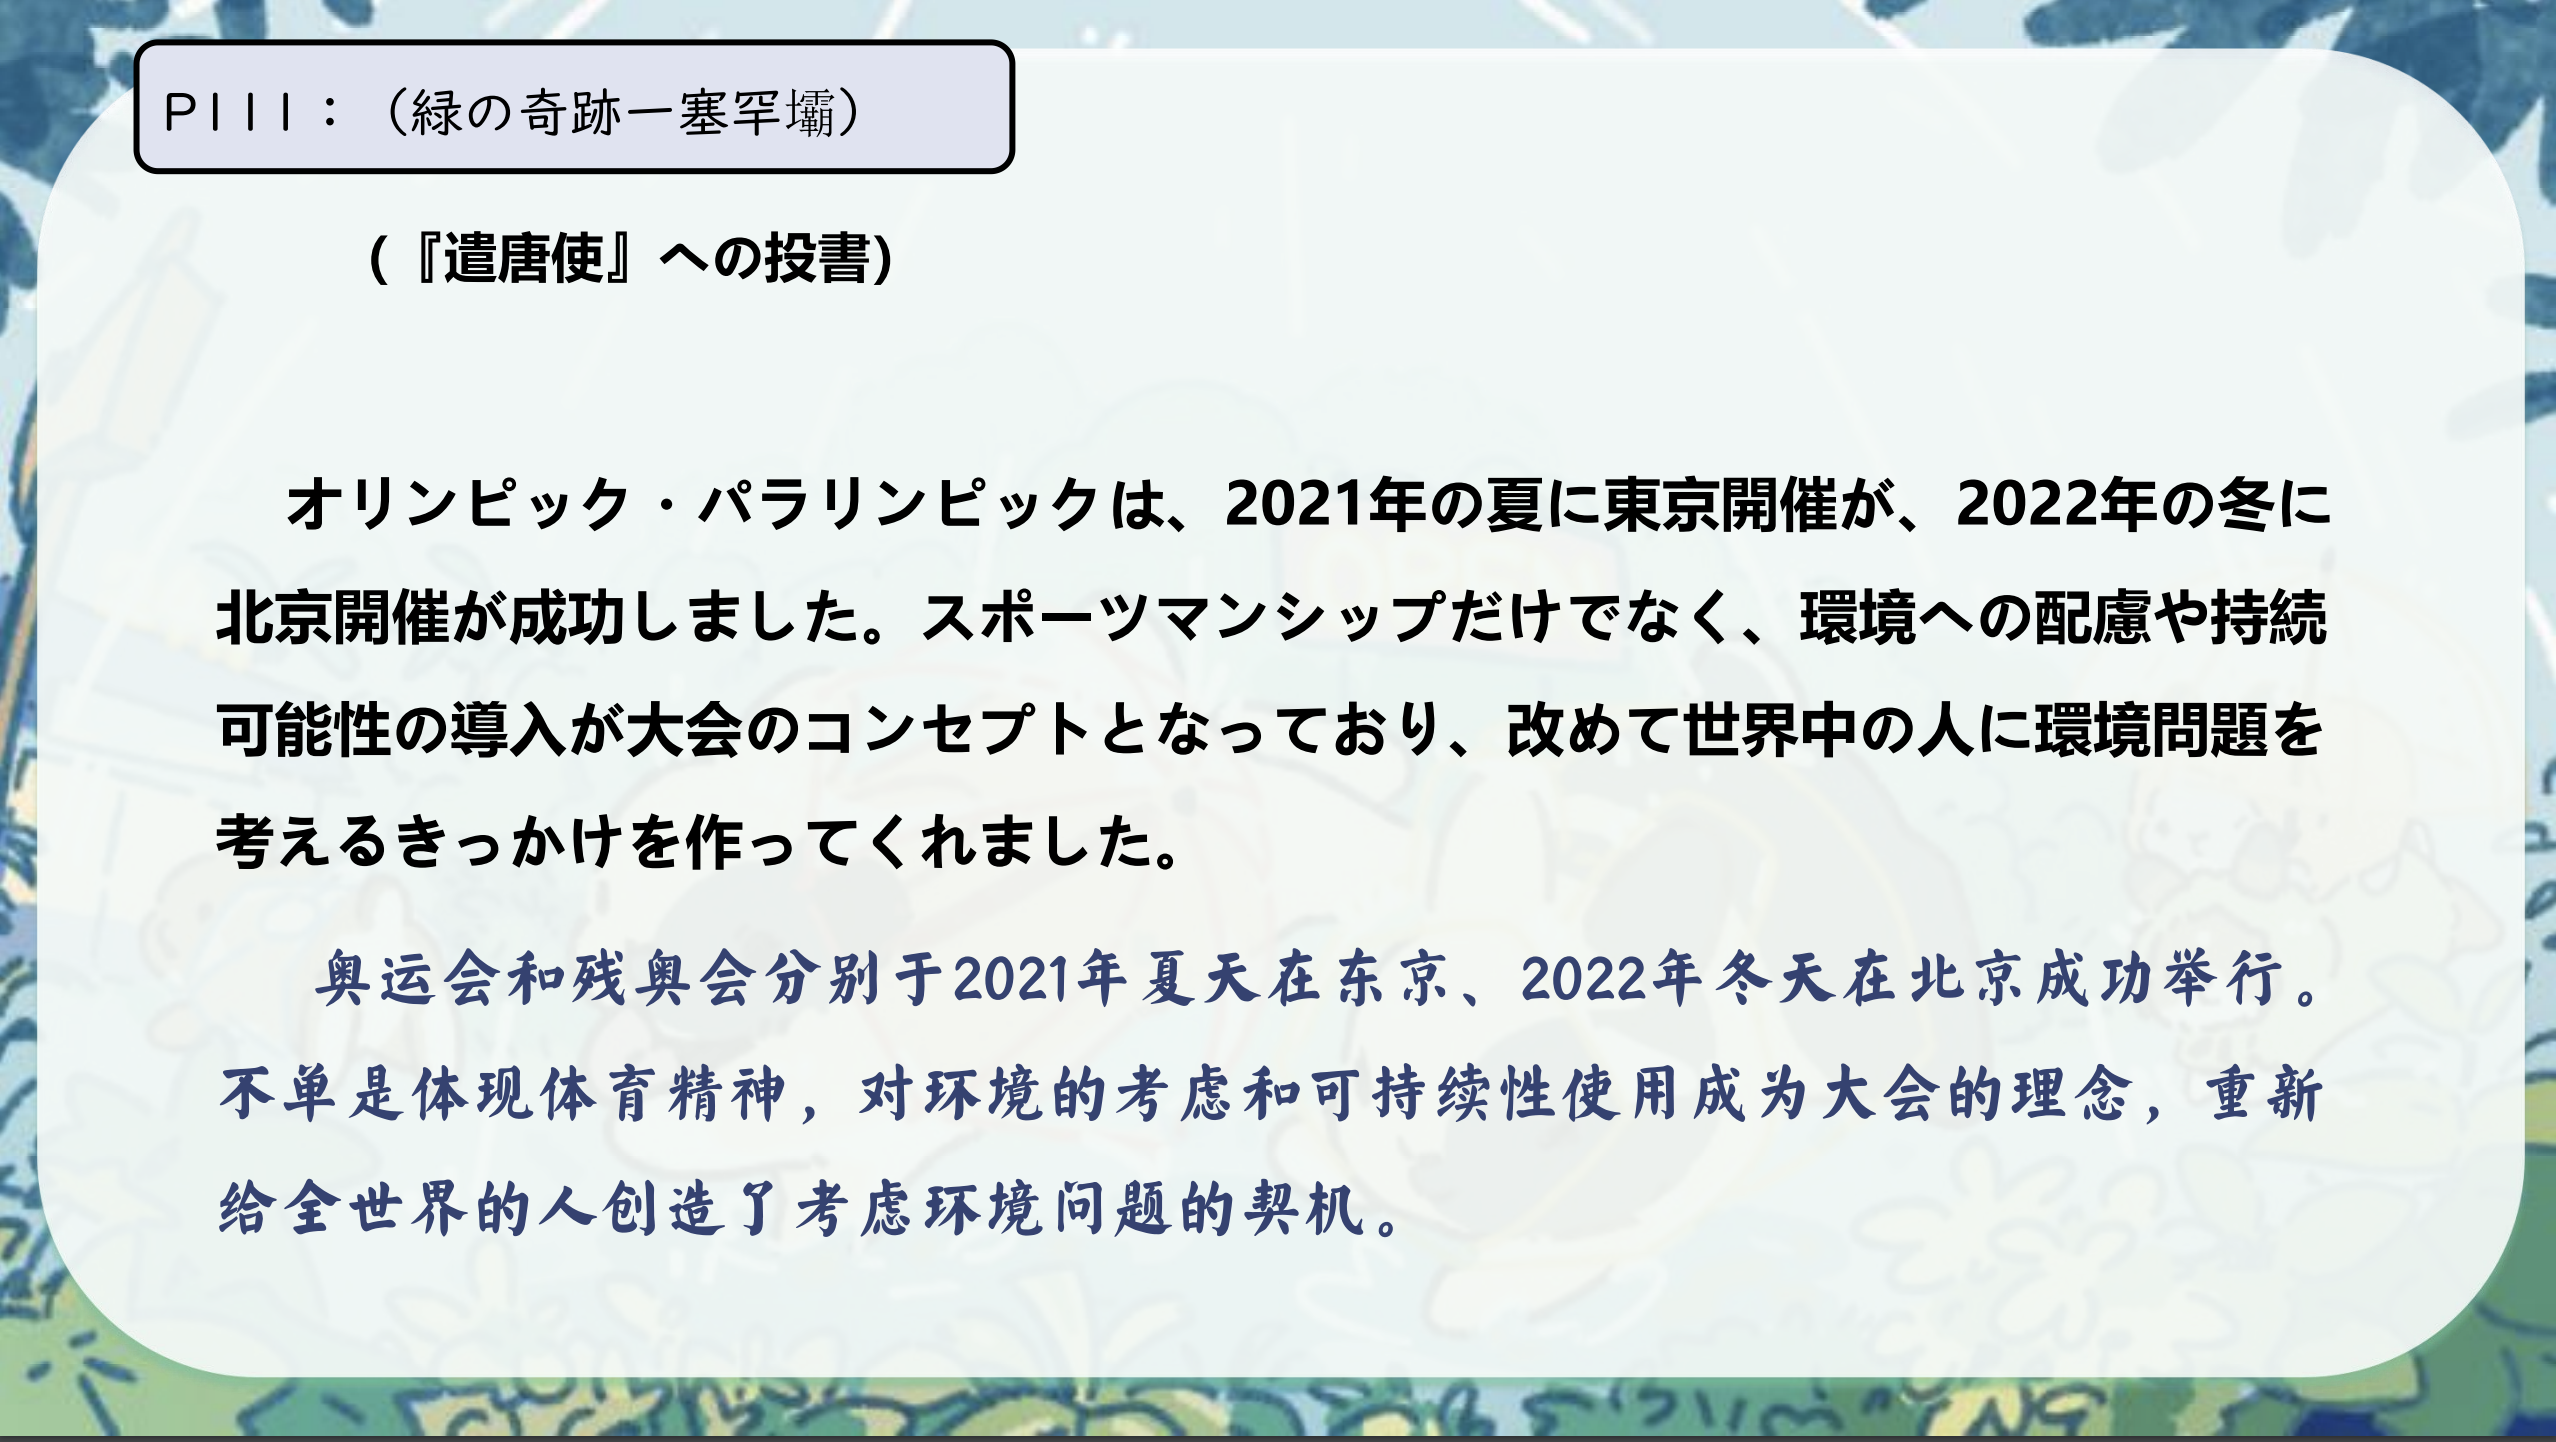 P111：（緑の奇跡ー塞罕壩）
(『遣唐使』への投書)
オリンピック・パラリンピックは、2021年の夏に東京開催が、2022年の冬に
北京開催が成功しました。スポーツマンシップだけでなく、環境への配慮や持続
可能性の導入が大会のコンセプトとなっており、改めて世界中の人に環境問題を
考えるきっかけを作ってくれました。
奥运会和残奥会分别于2021年夏天在东京、2022年冬天在北京成功举行。
不单是体现体育精神，对环境的考虑和可持续性使用成为大会的理念，重新
给全世界的人创造了考虑环境问题的契机。